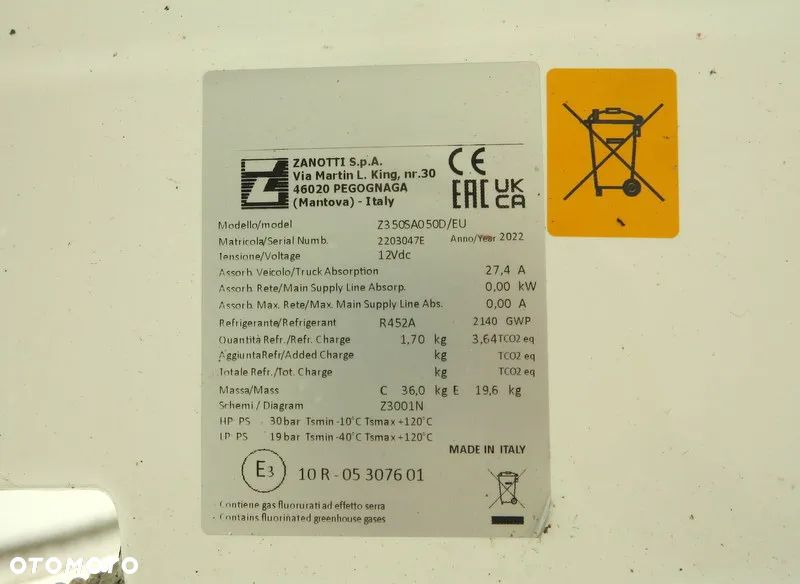 ZANOTTI S.p.A.
Via Martin L. King, nr.30
46020 PEGOGNAGA
(Mantova) - Italy
CE
EAC UKCA
Modello/model Z350SA050D/EU
Matricola/Serial Numb. 2203047E Anno/Year 2022
Tensione/Voltage 12Vdc
Assorb. Veicolo/Truck Absorption 27,4 A
Assorb. Rete/Main Supply Line Absorp. 0,00 kW
Assorb. Max. Rete/Max. Main Supply Line Abs. 0,00 A
Refrigerante/Refrigerant R452A 2140 GWP
Quantità Refr./Refr. Charge 1,70 kg 3,64 TCO2 eq
AggiuntaRefr/Added Charge kg TCO2 eq
Totale Refr./Tot. Charge kg TCO2 eq
Massa/Mass C 36,0 kg E 19,6 kg
Schemi / Diagram Z3001N
HP PS 30 bar Tsmin -10°C Tsmax +120°C
LP PS 19 bar Tsmin -40°C Tsmax +120°C
MADE IN ITALY
E3 10 R - 05 3076 01
Contiene gas fluorurati ad effetto serra
Contains fluorinated greenhouse gases
OTOMOTO